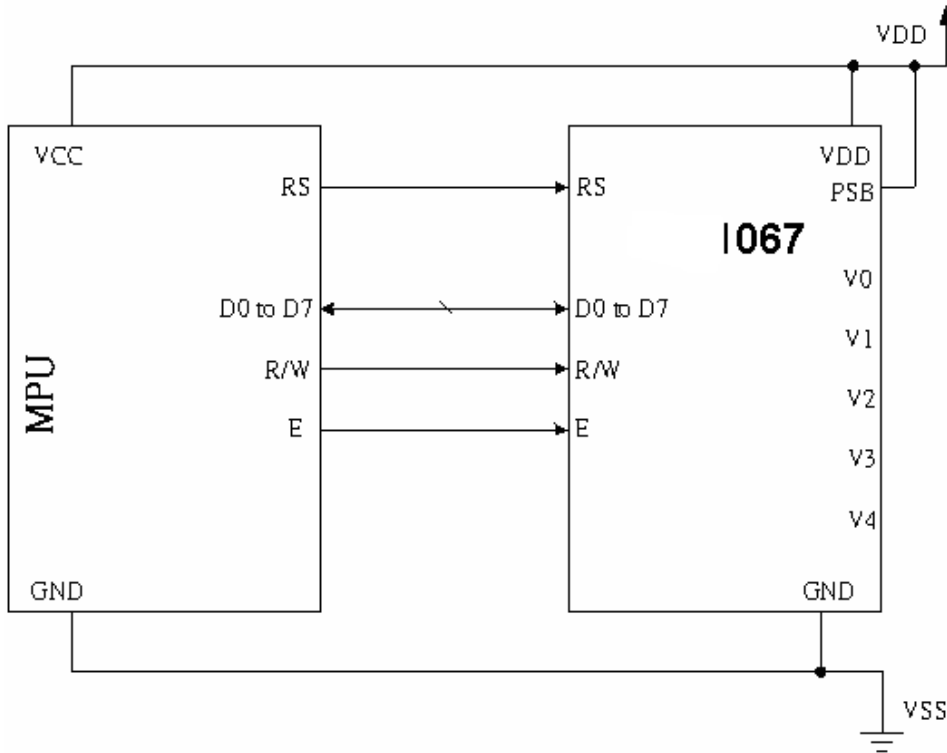 VDD
VCC
VDD
RS
RS
PSB
I067
V0
D0 to D7
D0 to D7
V1
MPU
R/W
R/W
V2
E
E
V3
V4
GND
GND
VSS